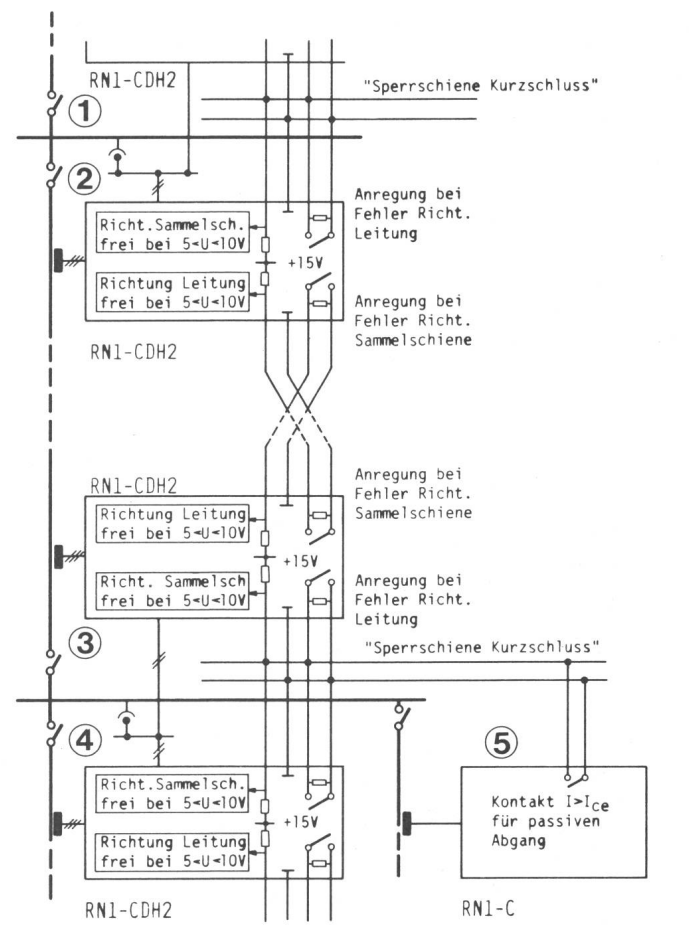 RN1-CDH2
"Sperrschiene Kurzschluss"
1
2
Anregung bei
Fehler Richt.
Leitung
Richt.Sammelsch.
frei bei 5<U<10V
+15V
Richtung Leitung
frei bei 5<U<10V
Anregung bei
Fehler Richt.
Sammelschiene
RN1-CDH2
RN1-CDH2
Anregung bei
Fehler Richt.
Sammelschiene
Richtung Leitung
frei bei 5<U<10V
+15V
Richt. Sammelsch
frei bei 5<U<10V
Anregung bei
Fehler Richt.
Leitung
3
"Sperrschiene Kurzschluss"
4
5
Richt.Sammelsch.
frei bei 5<U<10V
+15V
Richtung Leitung
frei bei 5<U<10V
Kontakt I>Ice
für passiven
Abgang
RN1-CDH2
RN1-C